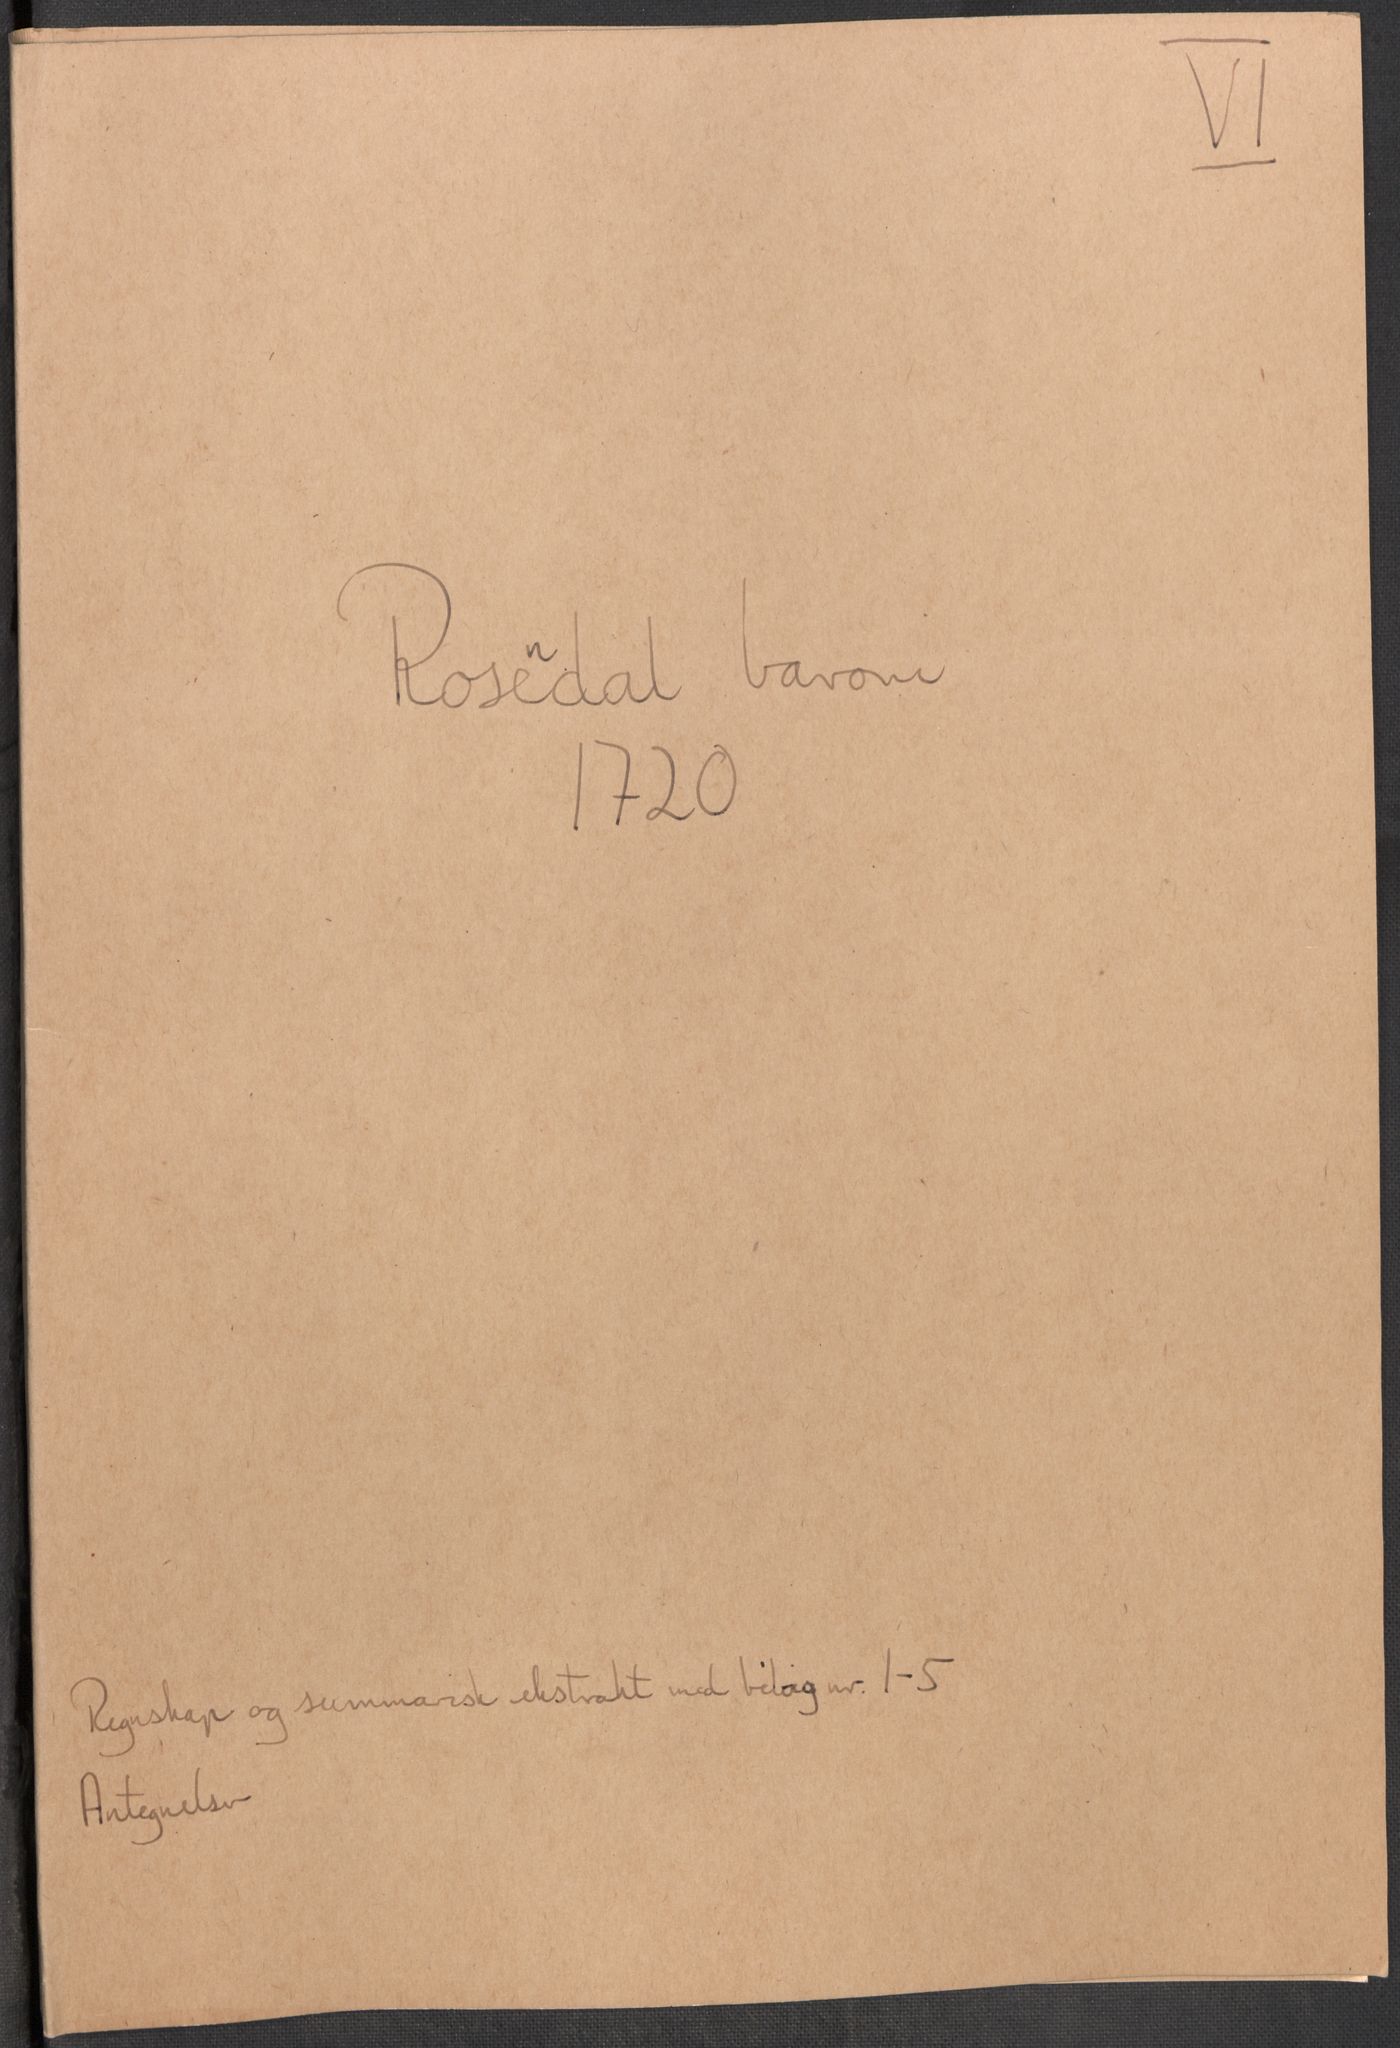 VI
Rosendal baroni
1720
Regnskap og summarisk ekstrakt med bilag nr. 1-5
Antegnelser